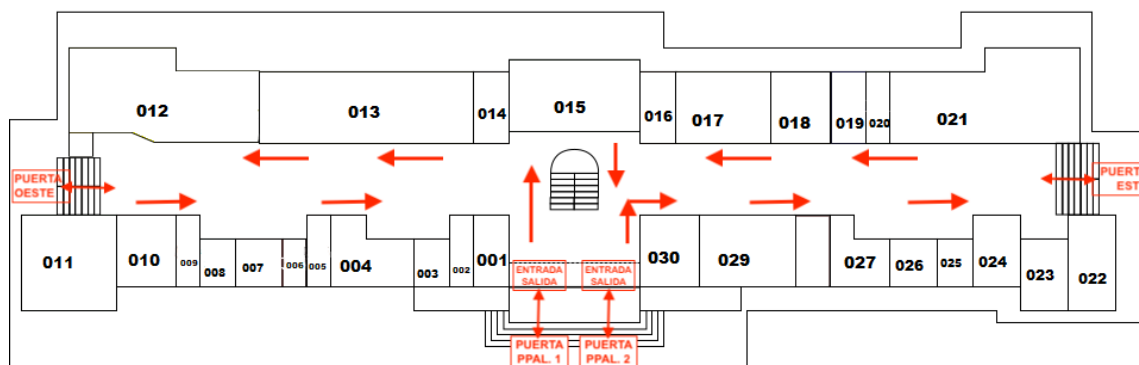 012
013
014
015
016
017
018
019
020
021
PUERTA
OESTE
PUERTA
EST
011
010
009
008
007
006
005
004
003
002
001
ENTRADA
SALIDA
ENTRADA
SALIDA
030
029
027
026
025
024
023
022
PUERTA
PPAL. 1
PUERTA
PPAL. 2